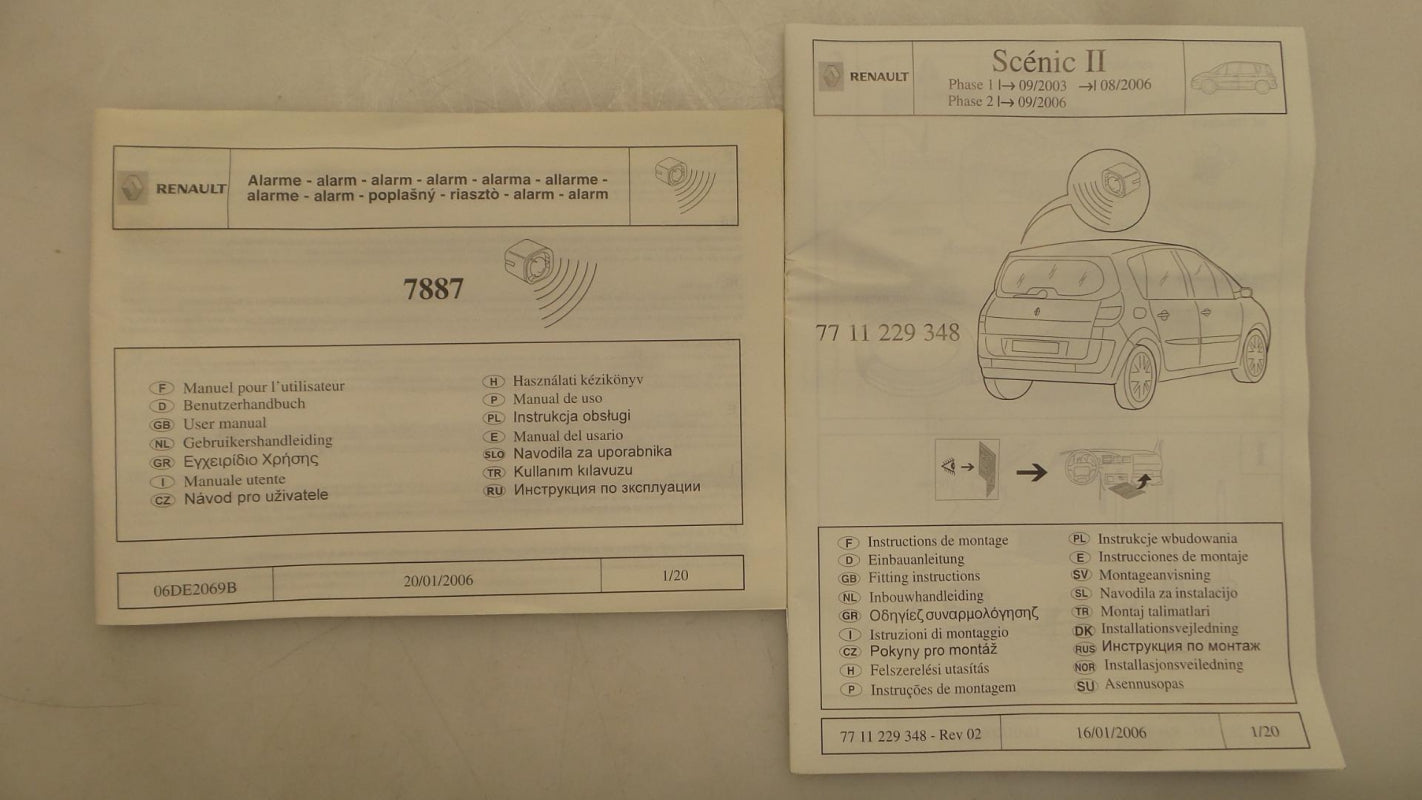 RENAULT
Alarme - alarm - alarm - alarm - alarma - allarme -
alarme - alarm - poplašný - riasztò - alarm - alarm
7887
F Manuel pour l'utilisateur
D Benutzerhandbuch
GB User manual
NL Gebruikershandleiding
GR Εγχειρίδιο Χρήσης
I Manuale utente
CZ Návod pro uživatele
H Használati kézikönyv
P Manual de uso
PL Instrukcja obsługi
E Manual del usario
SLO Navodila za uporabnika
TR Kullanım kılavuzu
RU Инструкция по зксплуации
06DE2069B
20/01/2006
1/20
RENAULT
Scénic II
Phase 1 I→ 09/2003 →I 08/2006
Phase 2 I→ 09/2006
77 11 229 348
F Instructions de montage
D Einbauanleitung
GB Fitting instructions
NL Inbouwhandleiding
GR Οδηγίεζ συναρμολόγησηζ
I Istruzioni di montaggio
CZ Pokyny pro montáž
H Felszerelési utasítás
P Instruções de montagem
PL Instrukcje wbudowania
E Instrucciones de montaje
SV Montageanvisning
SL Navodila za instalacijo
TR Montaj talimatlari
DK Installationsvejledning
RUS Инструкция по монтаж
NOR Installasjonsveiledning
SU Asennusopas
77 11 229 348 - Rev 02
16/01/2006
1/20